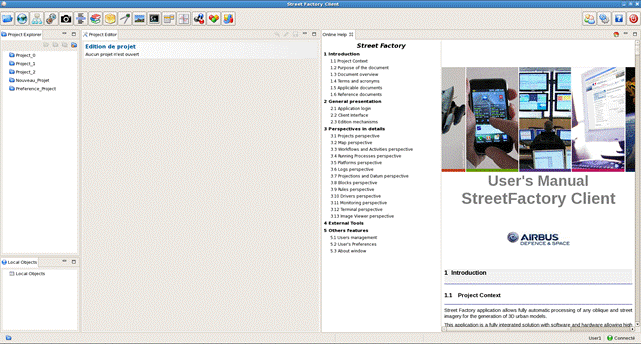 Street Factory Client
Project Explorer
Project_0
Project_1
Project_2
Nouveau_Projet
Preference_Project
Local Objects
Local Objects
Project Editor
Edition de projet
Aucun projet n'est ouvert
Online Help
Street Factory
1 Introduction
1.1 Project Context
1.2 Purpose of the document
1.3 Document overview
1.4 Terms and acronyms
1.5 Applicable documents
1.6 Reference documents
2 General presentation
2.1 Application login
2.2 Client Interface
2.3 Edition mechanisms
3 Perspectives in details
3.1 Projects perspective
3.2 Map perspective
3.3 Workflows and Activities perspective
3.4 Running Processes perspective
3.5 Platforms perspective
3.6 Logs perspective
3.7 Projections and Datum perspective
3.8 Blocks perspective
3.9 Rules perspective
3.10 Drivers perspective
3.11 Monitoring perspective
3.12 Terminal perspective
3.13 Image Viewer perspective
4 External Tools
5 Others features
5.1 Users management
5.2 User's Preferences
5.3 About window
User's Manual
StreetFactory Client
AIRBUS
DEFENCE & SPACE
1 Introduction
1.1 Project Context
Street Factory application allows fully automatic processing of any oblique and street
imagery for the generation of 3D urban models.
This application is a fully integrated solution with software and hardware allowing high
User1
Connecté